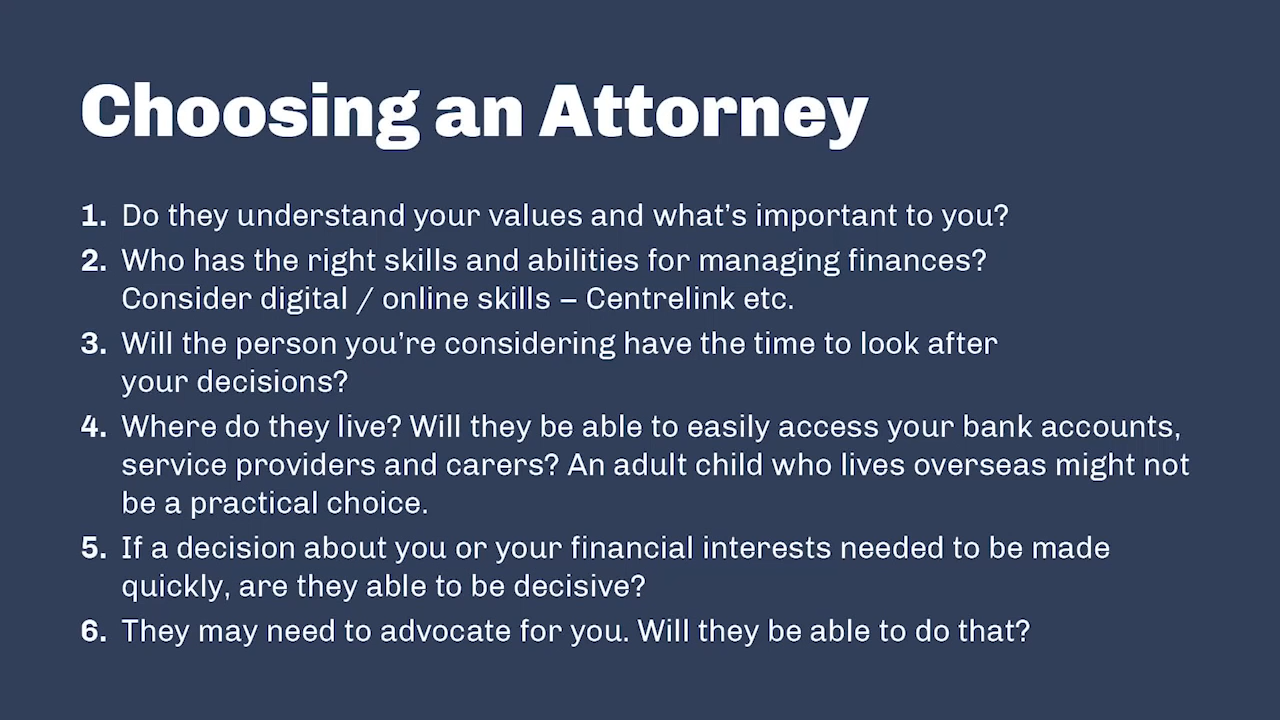 Choosing an Attorney
1. Do they understand your values and what’s important to you?
2. Who has the right skills and abilities for managing finances?
Consider digital / online skills – Centrelink etc.
3. Will the person you’re considering have the time to look after
your decisions?
4. Where do they live? Will they be able to easily access your bank accounts,
service providers and carers? An adult child who lives overseas might not
be a practical choice.
5. If a decision about you or your financial interests needed to be made
quickly, are they able to be decisive?
6. They may need to advocate for you. Will they be able to do that?